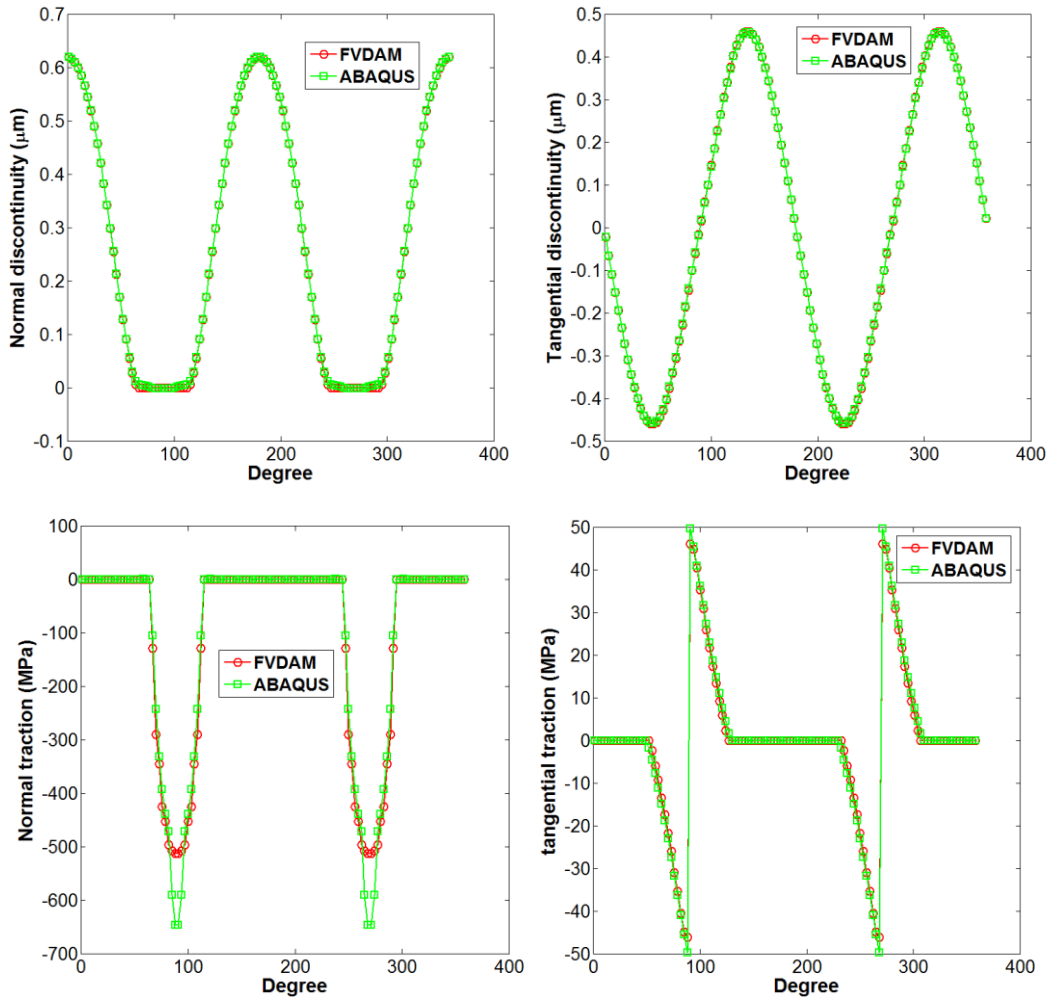 0.7
0.6
0.5
0.4
0.3
0.2
0.1
0
-0.1
0 100 200 300 400
Normal discontinuity (μm)
Degree
FVDAM
ABAQUS
0.5
0.4
0.3
0.2
0.1
0
-0.1
-0.2
-0.3
-0.4
-0.5
0 100 200 300 400
Tangential discontinuity (μm)
Degree
FVDAM
ABAQUS
100
0
-100
-200
-300
-400
-500
-600
-700
0 100 200 300 400
Normal traction (MPa)
Degree
FVDAM
ABAQUS
50
40
30
20
10
0
-10
-20
-30
-40
-50
0 100 200 300 400
tangential traction (MPa)
Degree
FVDAM
ABAQUS